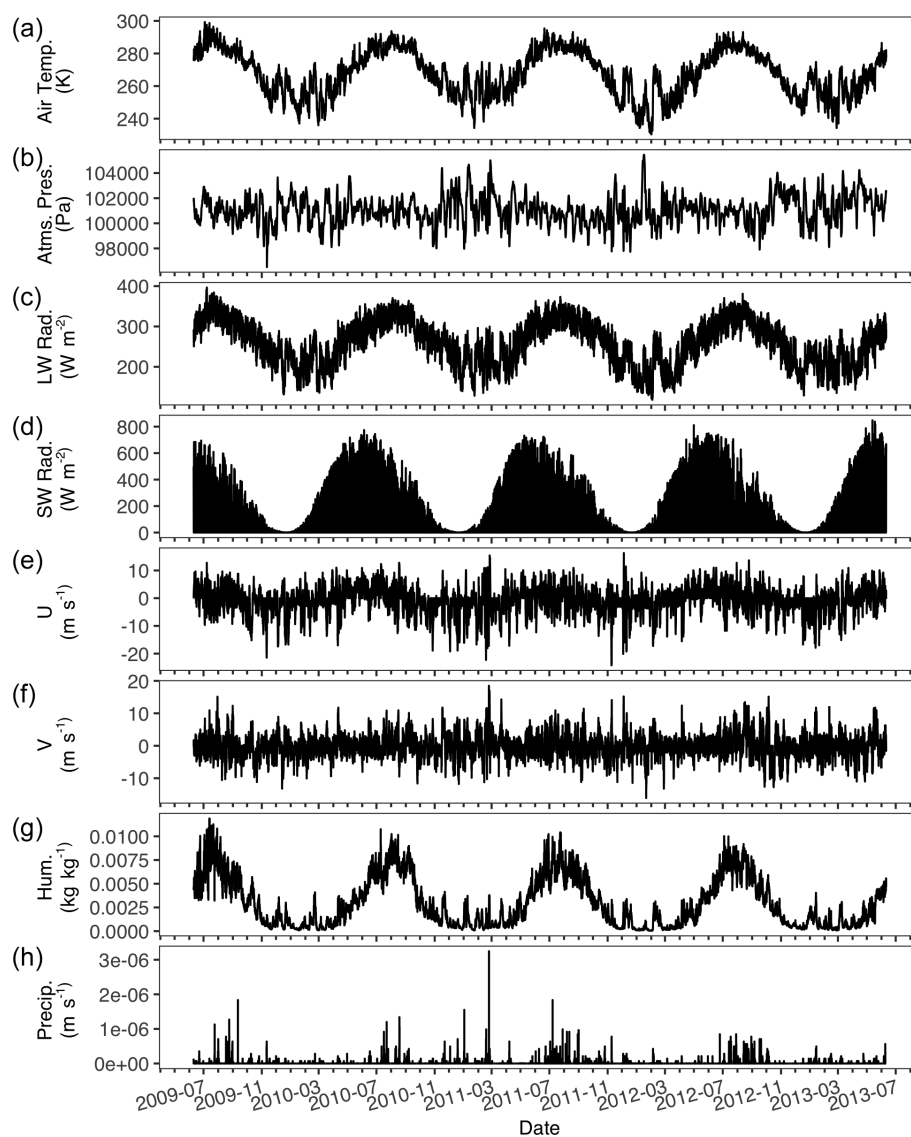 (a)
Air Temp.
(K)
300
280
260
240
(b)
Atms. Pres.
(Pa)
104000
102000
100000
98000
(c)
LW Rad.
(W m⁻²)
400
300
200
(d)
SW Rad.
(W m⁻²)
800
600
400
200
0
(e)
U
(m s⁻¹)
10
0
-10
-20
(f)
V
(m s⁻¹)
20
10
0
-10
(g)
Hum.
(kg kg⁻¹)
0.0100
0.0075
0.0050
0.0025
0.0000
(h)
Precip.
(m s⁻¹)
3e-06
2e-06
1e-06
0e+00
2009-07 2009-11 2010-03 2010-07 2010-11 2011-03 2011-07 2011-11 2012-03 2012-07 2012-11 2013-03 2013-07
Date